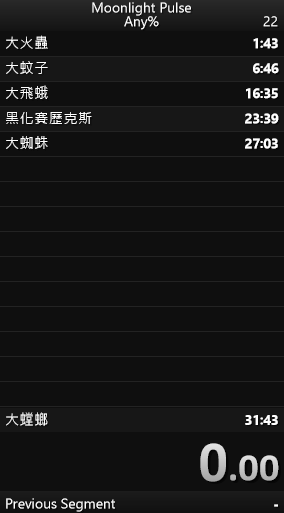 Moonlight Pulse
Any% 22
大火蟲 1:43
大蚊子 6:46
大飛蛾 16:35
黑化賽歷克斯 23:39
大蜘蛛 27:03
大螳螂 31:43
0.00
Previous Segment -